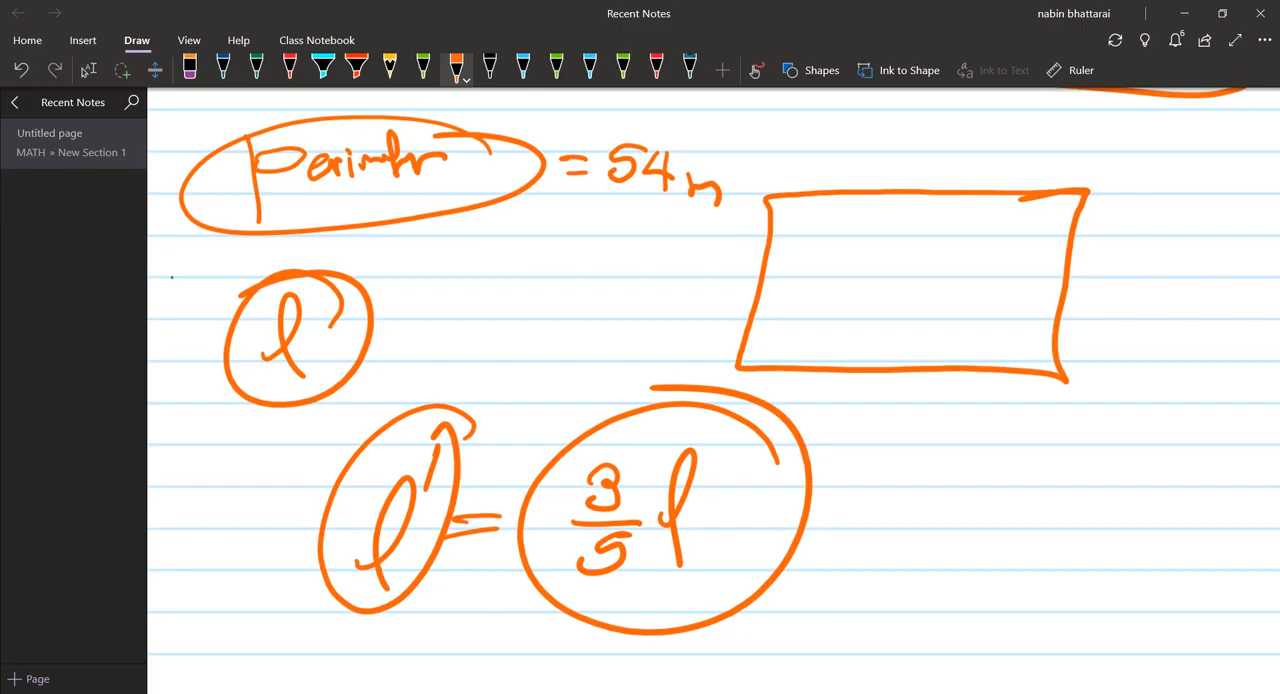 Recent Notes
nabin bhattarai
Home Insert Draw View Help Class Notebook
6
Shapes Ink to Shape Ink to Text Ruler
Recent Notes
Untitled page
MATH » New Section 1
= 54 m
l
l' = 3/5 l
Page